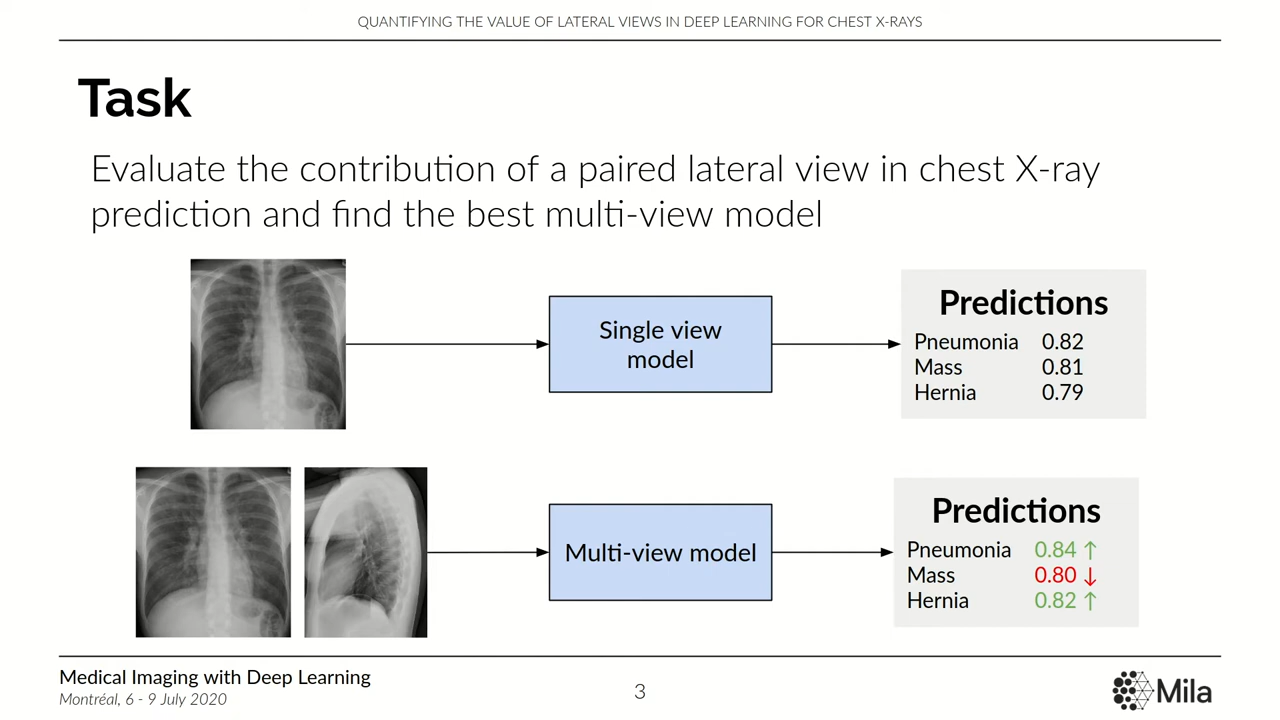 QUANTIFYING THE VALUE OF LATERAL VIEWS IN DEEP LEARNING FOR CHEST X-RAYS
Task
Evaluate the contribution of a paired lateral view in chest X-ray
prediction and find the best multi-view model
Single view
model
Predictions
Pneumonia 0.82
Mass 0.81
Hernia 0.79
Multi-view model
Predictions
Pneumonia 0.84 ↑
Mass 0.80 ↓
Hernia 0.82 ↑
Medical Imaging with Deep Learning
Montréal, 6 - 9 July 2020
3
Mila